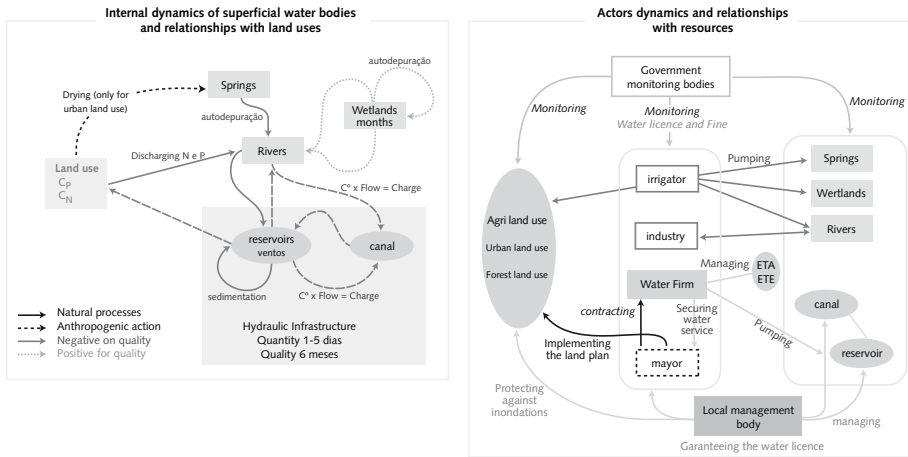 Internal dynamics of superficial water bodies
and relationships with land uses
autodepuração
Springs
Drying (only for
urban land use)
Wetlands
months
autodepuração
Rivers
Discharging N e P
Land use
CP
CN
C° x Flow = Charge
reservoirs
ventos
canal
sedimentation
C° x Flow = Charge
Natural processes
Anthropogenic action
Negative on quality
Positive for quality
Hydraulic Infrastructure
Quantity 1-5 dias
Quality 6 meses
Actors dynamics and relationships
with resources
Government
monitoring bodies
Monitoring
Monitoring
Monitoring
Water licence and Fine
Pumping
Springs
irrigator
Wertlands
Agri land use
Rivers
industry
Urban land use
Managing
ETA
ETE
Forest land use
Water Firm
canal
contracting
Securing
water
service
Pumping
Implementing
the land plan
reservoir
mayor
Protecting
against
inondations
Local management
body
managing
Garanteeing the water licence